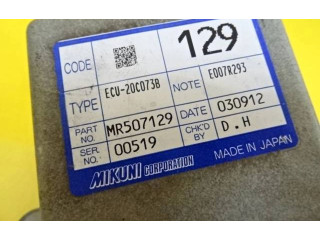 CODE 129
TYPE ECU-20C073B NOTE E007R293
PART NO. MR507129 DATE 030912
SER. NO. 00519 CHK'D BY D.H
MIKUNI CORPORATION MADE IN JAPAN